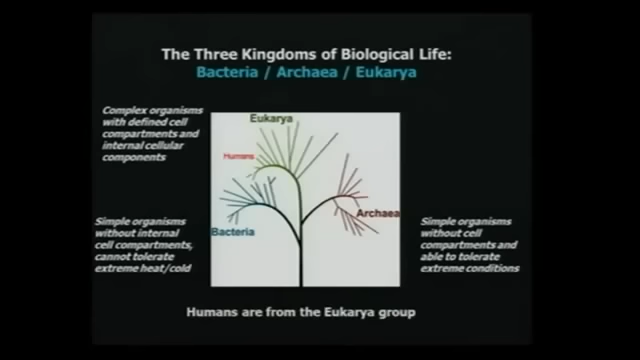 The Three Kingdoms of Biological Life:
Bacteria / Archaea / Eukarya
Complex organisms
with defined cell
compartments and
internal cellular
components
Eukarya
Humans
Bacteria
Archaea
Simple organisms
without internal
cell compartments,
cannot tolerate
extreme heat/cold
Simple organisms
without cell
compartments and
able to tolerate
extreme conditions
Humans are from the Eukarya group